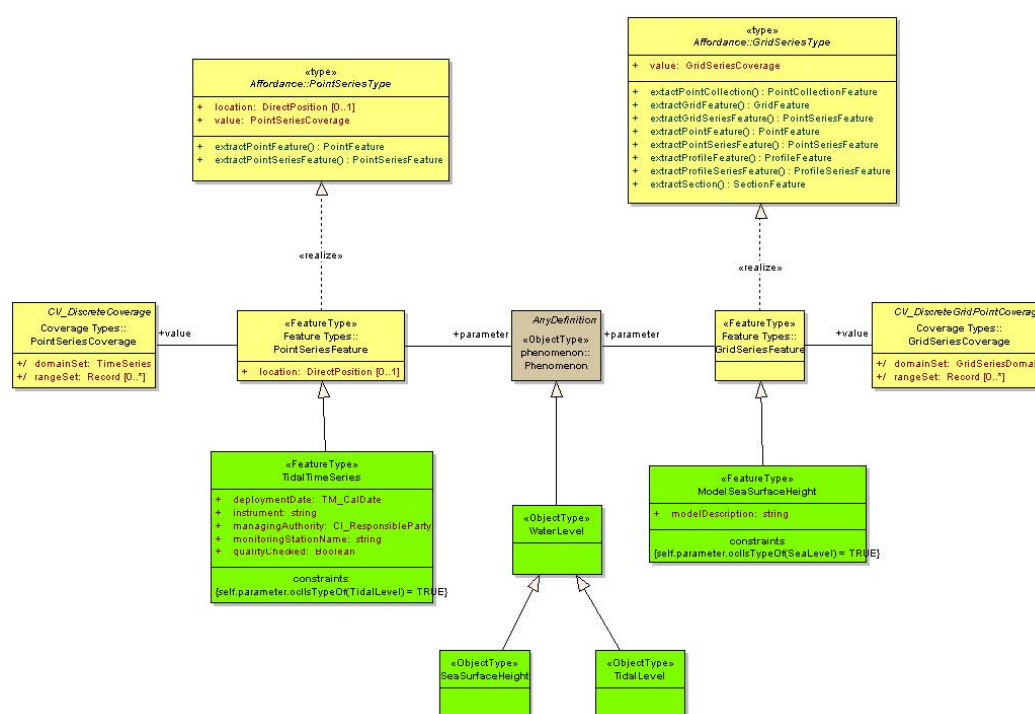 «type»
Affordance::PointSeriesType
+ location: DirectPosition [0..1]
+ value: PointSeriesCoverage
+ extractPointFeature() : PointFeature
+ extractPointSeriesFeature() : PointSeriesFeature
«type»
Affordance::GridSeriesType
+ value: GridSeriesCoverage
+ extactPointCollection() : PointCollectionFeature
+ extractGridFeature() : GridFeature
+ extractGridSeriesFeature() : PointSeriesFeature
+ extractPointFeature() : PointFeature
+ extractPointSeriesFeature() : PointSeriesFeature
+ extractProfileFeature() : ProfileFeature
+ extractProfileSeriesFeature() : ProfileSeriesFeature
+ extractSection() : SectionFeature
«realize»
«realize»
CV_DiscreteCoverage
Coverage Types::
PointSeriesCoverage
+/ domainSet: TimeSeries
+/ rangeSet: Record [0..*]
+value
«FeatureType»
Feature Types::
PointSeriesFeature
+ location: DirectPosition [0..1]
+parameter
AnyDefinition
«ObjectType»
phenomenon::
Phenomenon
+parameter
«FeatureType»
Feature Types::
GridSeriesFeature
+value
CV_DiscreteGridPointCoverag
Coverage Types::
GridSeriesCoverage
+/ domainSet: GridSeriesDomai
+/ rangeSet: Record [0..*]
«FeatureType»
TidalTimeSeries
+ deploymentDate: TM_CalDate
+ instrument: string
+ managingAuthority: CI_ResponsibleParty
+ monitoringStationName: string
+ qualityChecked: Boolean
constraints
{self.parameter.oclIsTypeOf(TidalLevel) = TRUE}
«FeatureType»
ModelSeaSurfaceHeight
+ modelDescription: string
constraints
{self.parameter.oclIsTypeOf(SeaLevel) = TRUE}
«ObjectType»
WaterLevel
«ObjectType»
SeaSurfaceHeight
«ObjectType»
TidalLevel